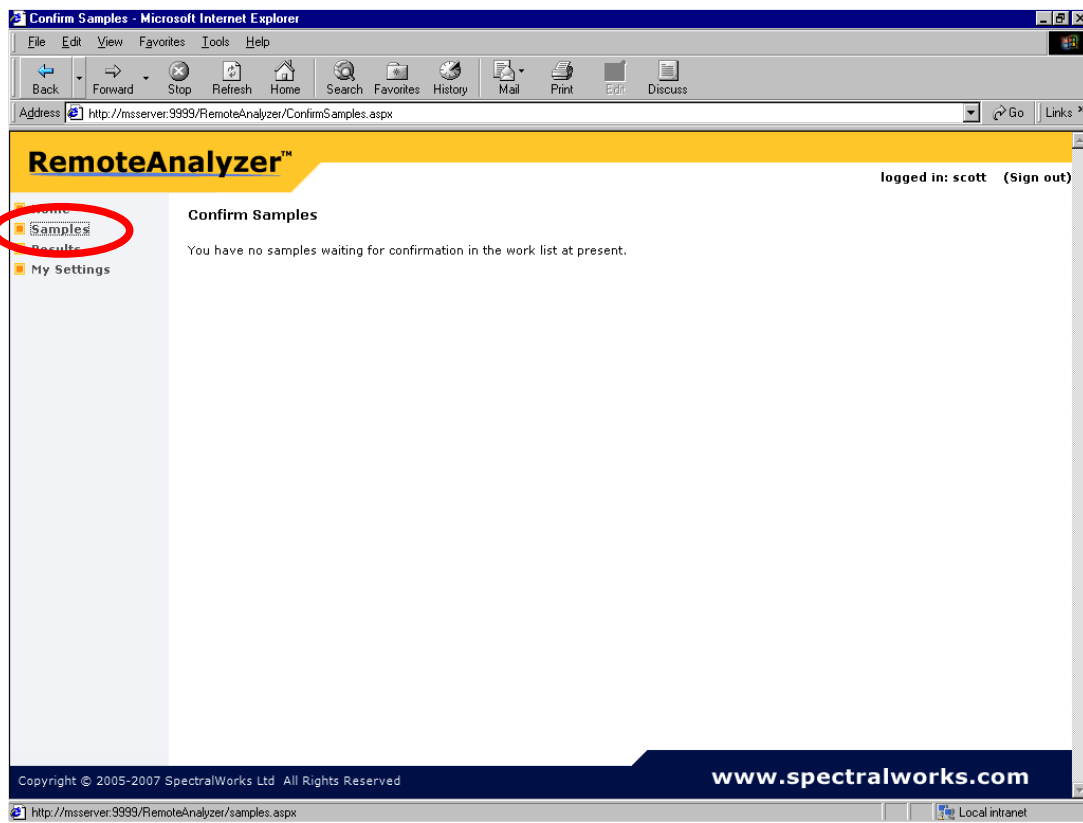 Confirm Samples - Microsoft Internet Explorer
File Edit View Favorites Tools Help
Back Forward Stop Refresh Home Search Favorites History Mail Print Edit Discuss
Address http://msserver:9999/RemoteAnalyzer/ConfirmSamples.aspx Go Links »
RemoteAnalyzer™
logged in: scott (Sign out)
Home
Samples
Results
My Settings
Confirm Samples
You have no samples waiting for confirmation in the work list at present.
Copyright © 2005-2007 SpectralWorks Ltd All Rights Reserved
www.spectralworks.com
http://msserver:9999/RemoteAnalyzer/samples.aspx
Local intranet